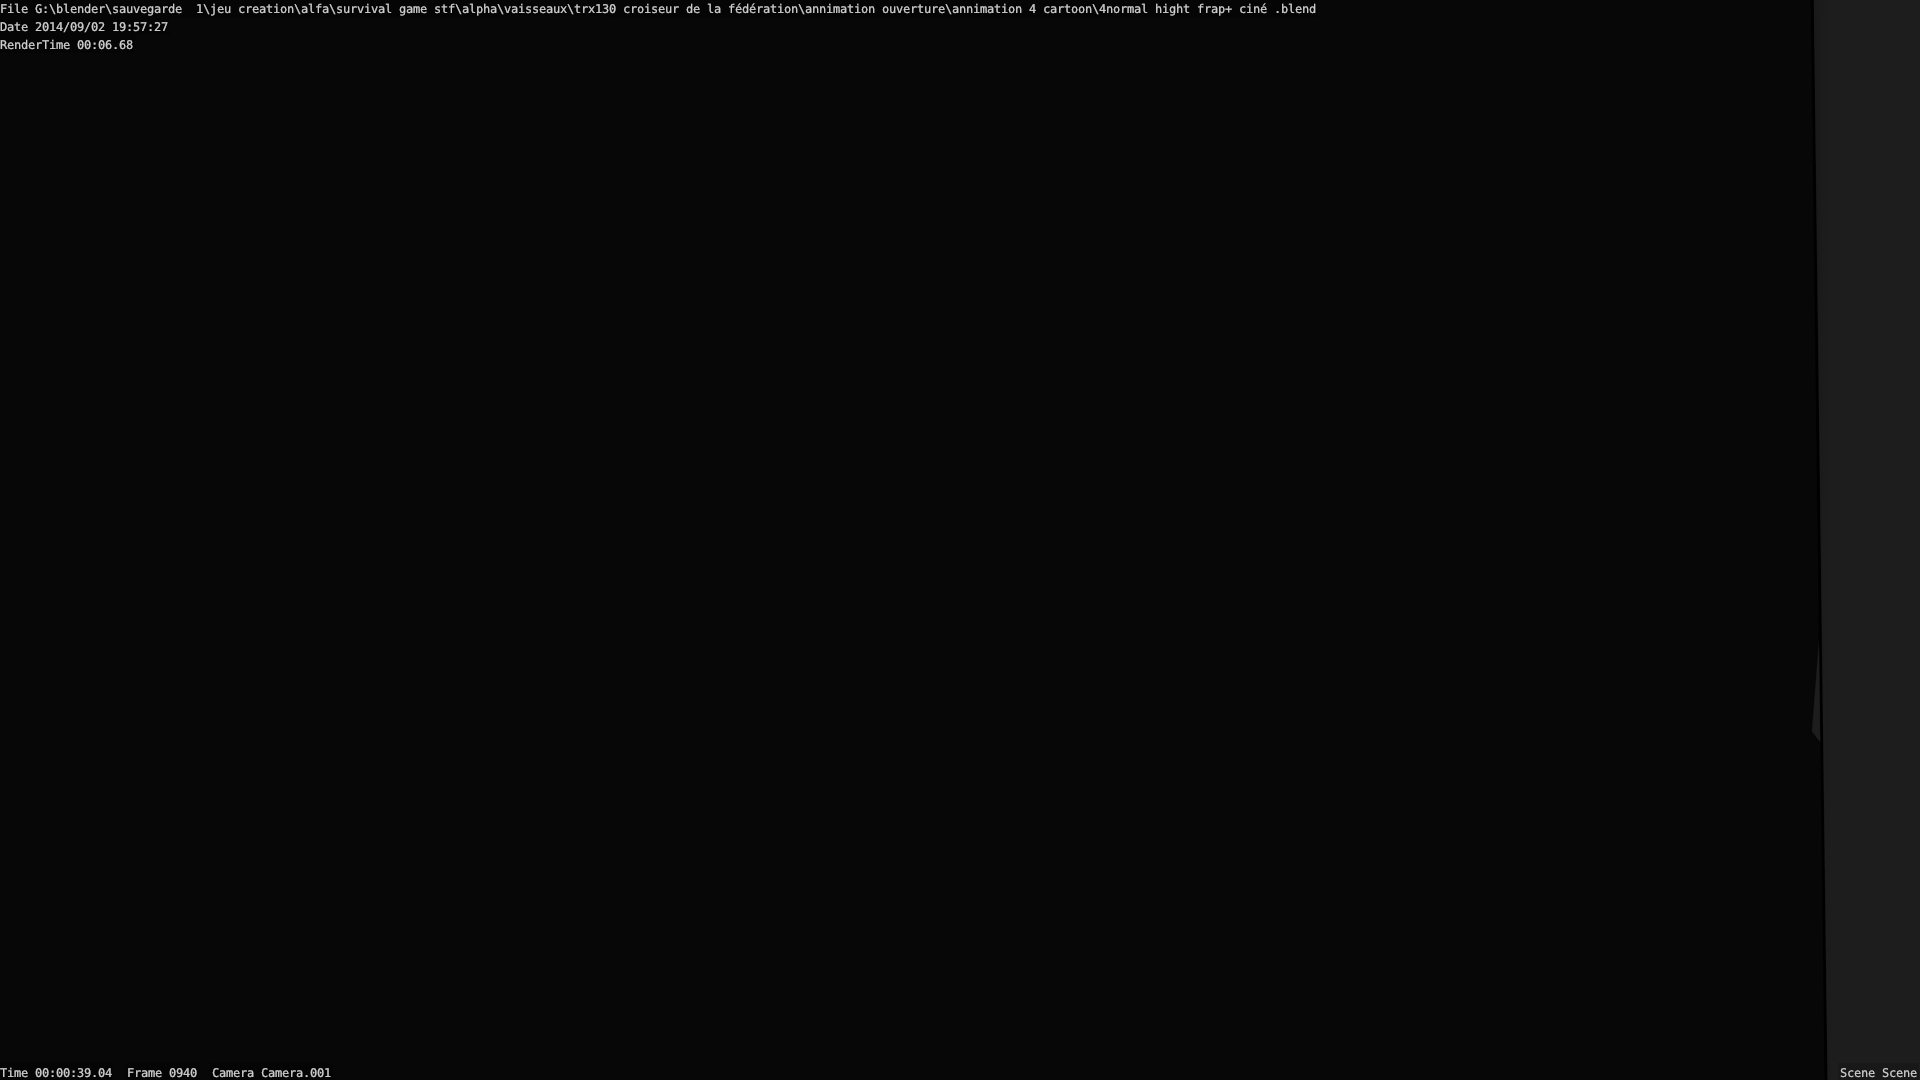 File G:\blender\sauvegarde  1\jeu creation\alfa\survival game stf\alpha\vaisseaux\trx130 croiseur de la fédération\annimation ouverture\annimation 4 cartoon\4normal hight frap+ ciné .blend
Date 2014/09/02 19:57:27
RenderTime 00:06.68
Time 00:00:39.04  Frame 0940  Camera Camera.001
Scene Scene